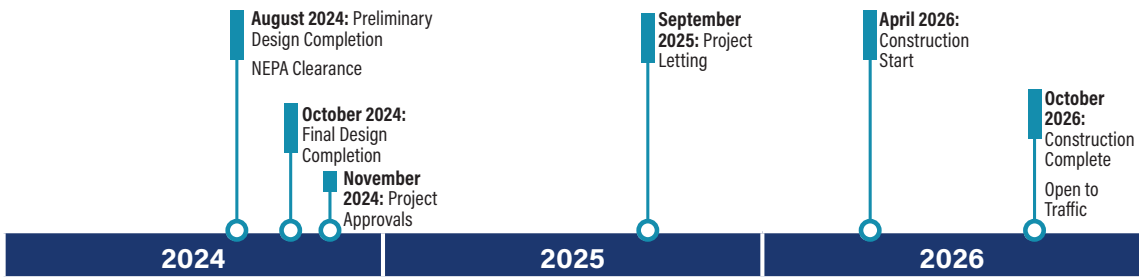 August 2024: Preliminary
Design Completion
NEPA Clearance
October 2024:
Final Design
Completion
November
2024: Project
Approvals
September
2025: Project
Letting
April 2026:
Construction
Start
October
2026:
Construction
Complete
Open to
Traffic
2024
2025
2026